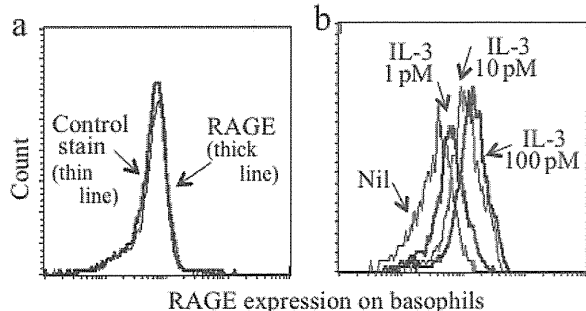 a
Count
Control
stain
(thin
line)
RAGE
(thick
line)
b
IL-3
1 pM
IL-3
10 pM
Nil
IL-3
100 pM
RAGE expression on basophils